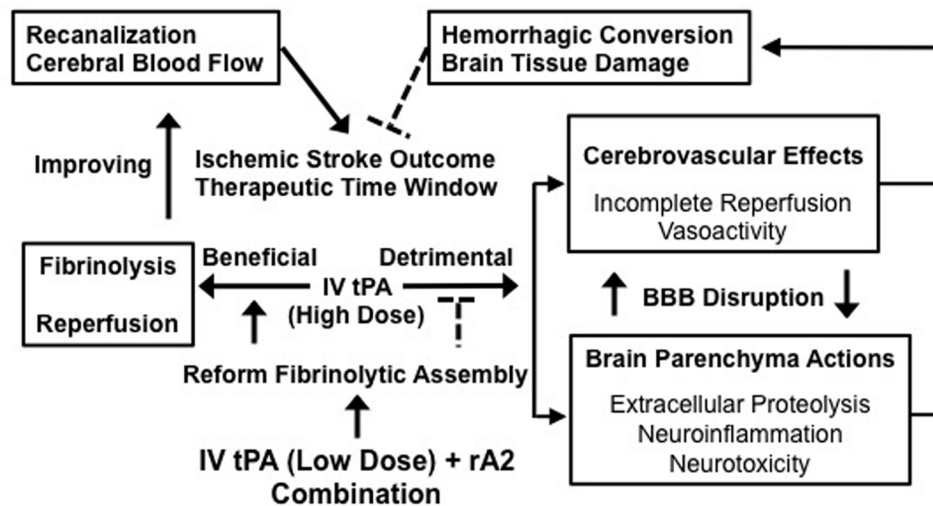 Recanalization
Cerebral Blood Flow
Hemorrhagic Conversion
Brain Tissue Damage
Improving
Ischemic Stroke Outcome
Therapeutic Time Window
Cerebrovascular Effects
Incomplete Reperfusion
Vasoactivity
Fibrinolysis
Reperfusion
Beneficial
Detrimental
IV tPA
(High Dose)
BBB Disruption
Reform Fibrinolytic Assembly
Brain Parenchyma Actions
Extracellular Proteolysis
Neuroinflammation
Neurotoxicity
IV tPA (Low Dose) + rA2
Combination